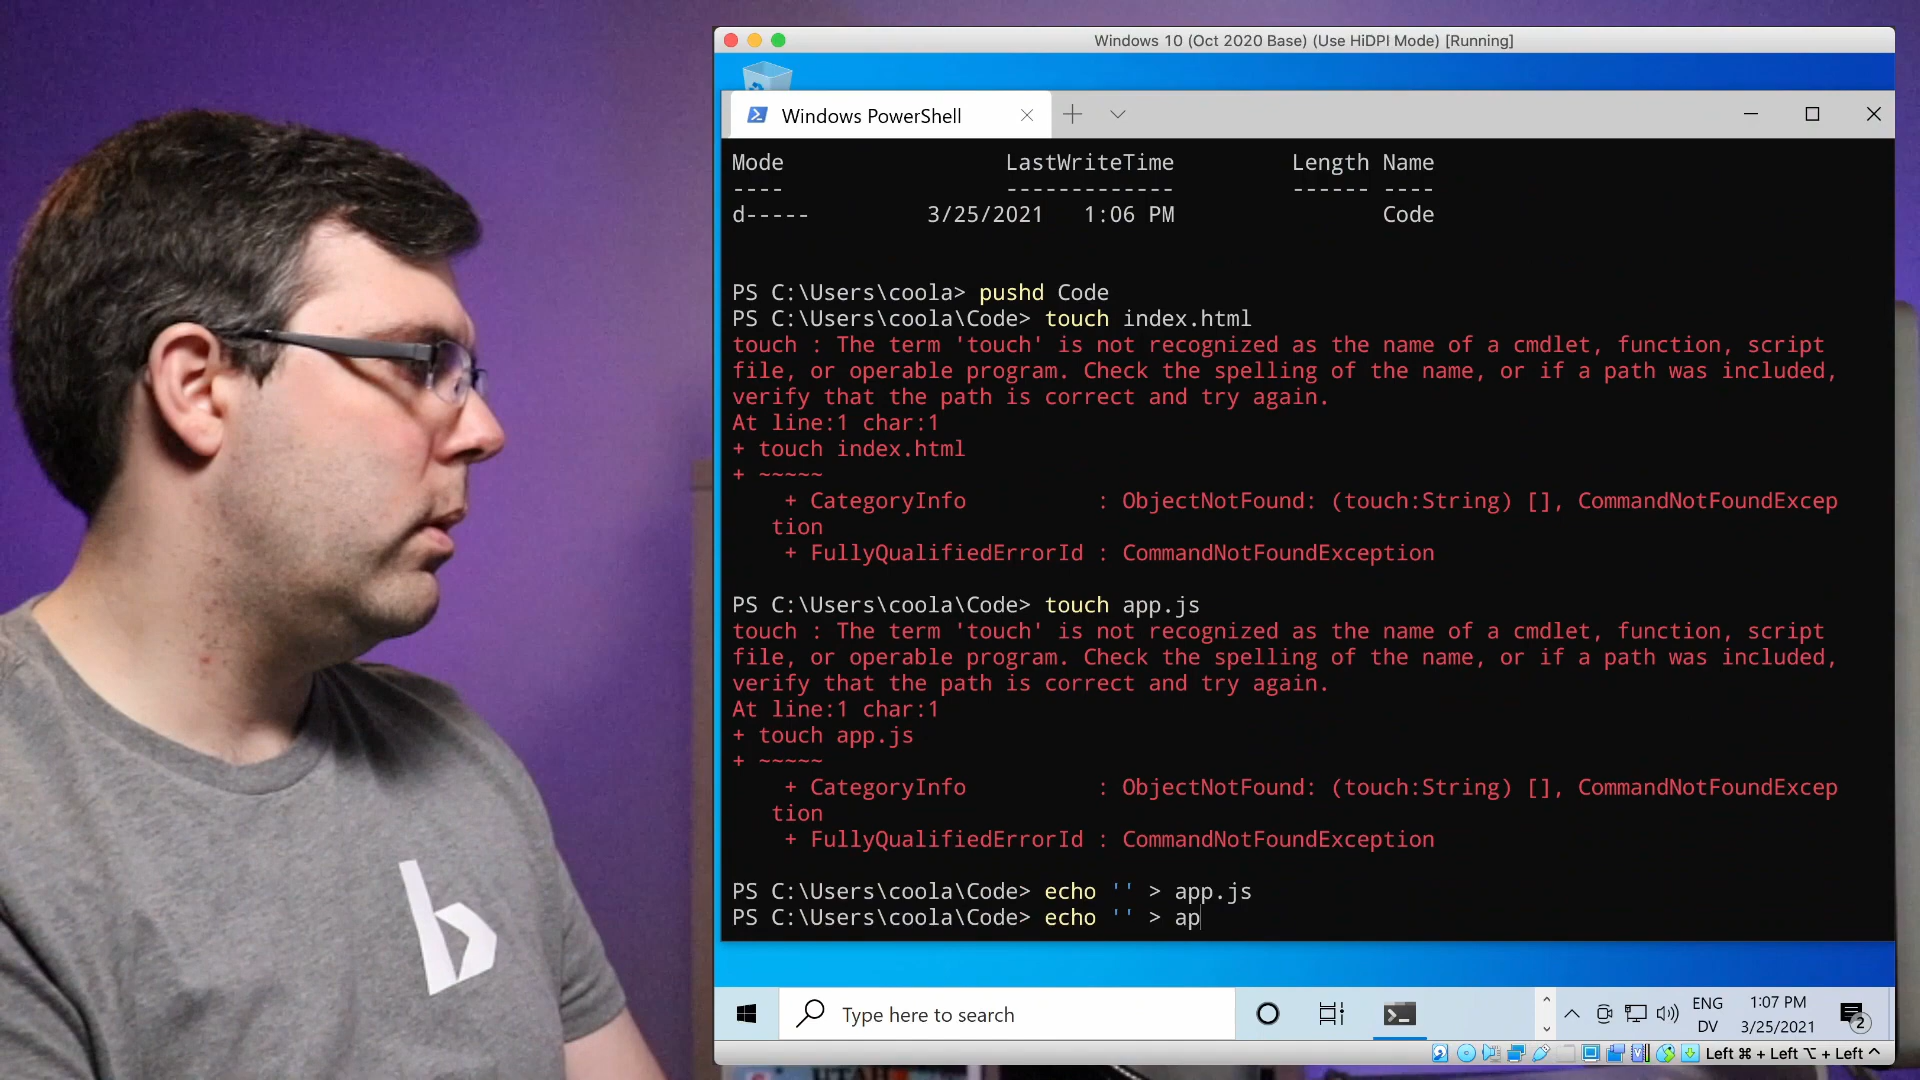 Windows 10 (Oct 2020 Base) (Use HiDPI Mode) [Running]
Windows PowerShell
Mode LastWriteTime Length Name
---- ------------- ------ ----
d----- 3/25/2021 1:06 PM Code
PS C:\Users\coola> pushd Code
PS C:\Users\coola\Code> touch index.html
touch : The term 'touch' is not recognized as the name of a cmdlet, function, script
file, or operable program. Check the spelling of the name, or if a path was included,
verify that the path is correct and try again.
At line:1 char:1
+ touch index.html
+ ~~~~~
+ CategoryInfo : ObjectNotFound: (touch:String) [], CommandNotFoundExcep
tion
+ FullyQualifiedErrorId : CommandNotFoundException
PS C:\Users\coola\Code> touch app.js
touch : The term 'touch' is not recognized as the name of a cmdlet, function, script
file, or operable program. Check the spelling of the name, or if a path was included,
verify that the path is correct and try again.
At line:1 char:1
+ touch app.js
+ ~~~~~
+ CategoryInfo : ObjectNotFound: (touch:String) [], CommandNotFoundExcep
tion
+ FullyQualifiedErrorId : CommandNotFoundException
PS C:\Users\coola\Code> echo '' > app.js
PS C:\Users\coola\Code> echo '' > ap
b
Type here to search
ENG
DV
1:07 PM
3/25/2021
2
Left ⌘ + Left ⌥ + Left ^